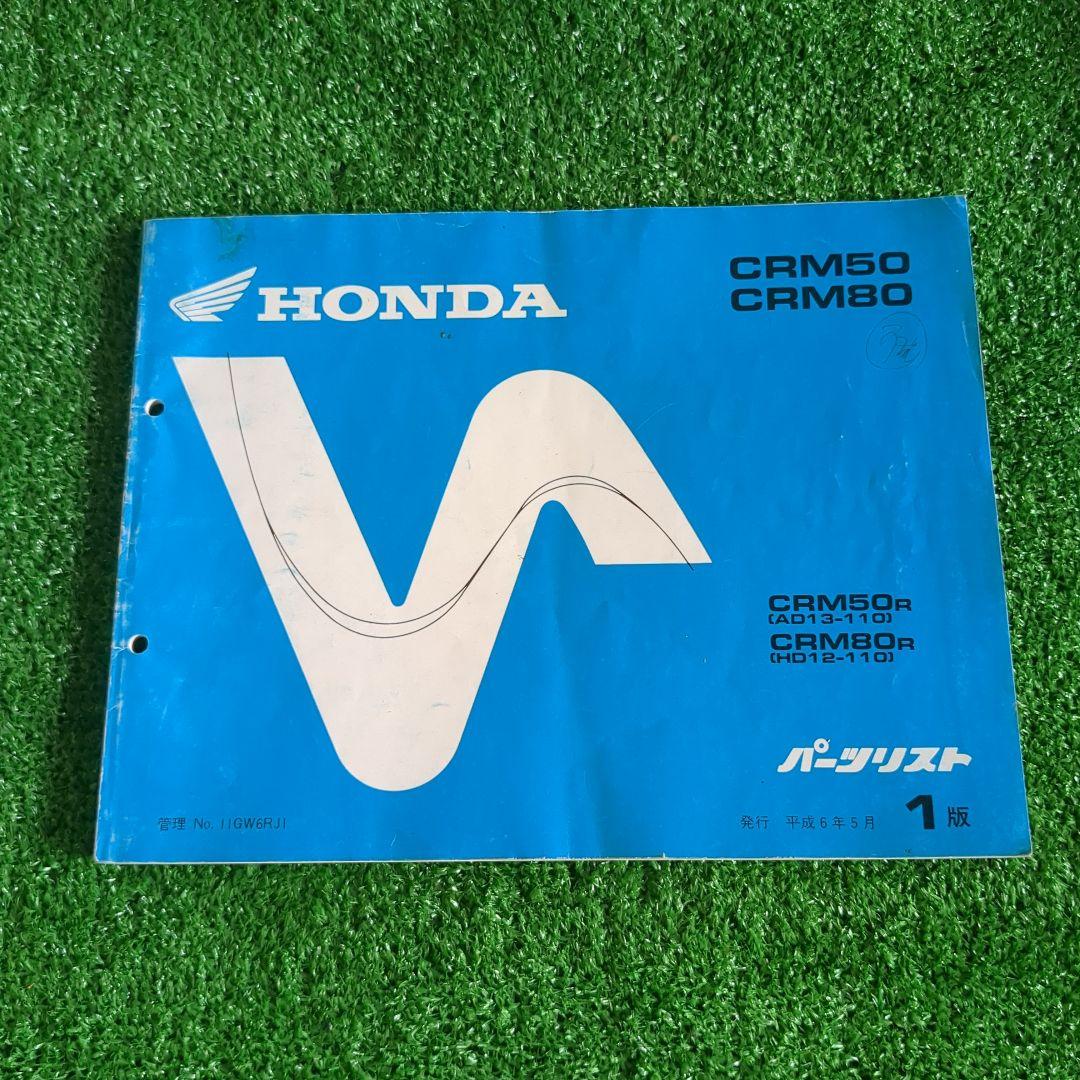 HONDA
CRM50
CRM80
CRM50R
(AD13-110)
CRM80R
(HD12-110)
パーツリスト
管理 No. 11GW6RJ1
発行 平成6年5月 1版